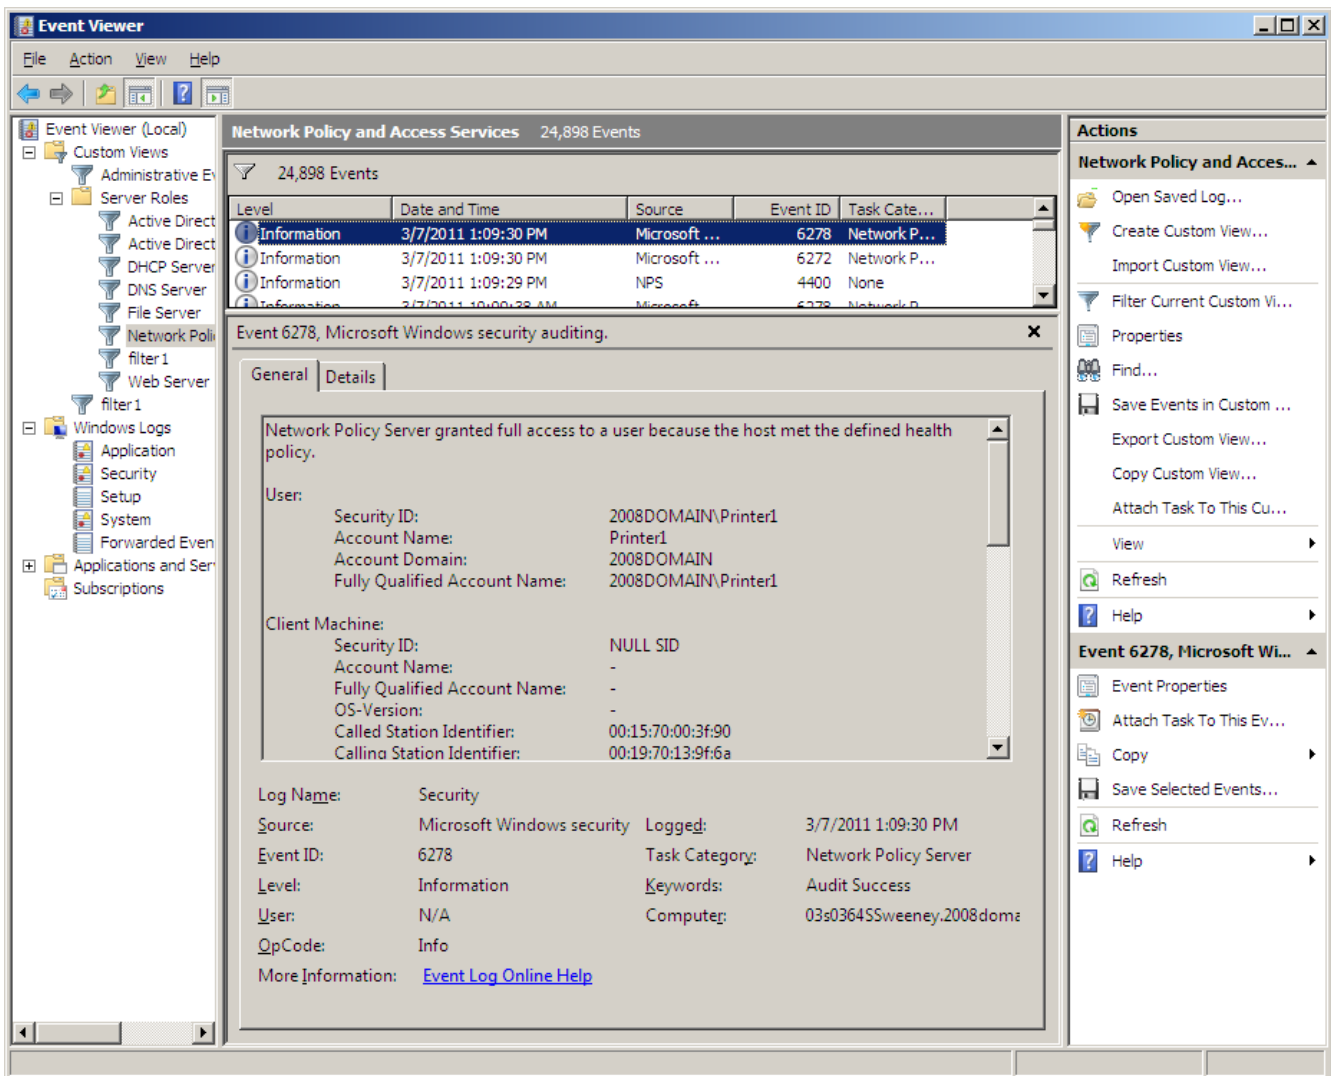 Event Viewer
File Action View Help
Event Viewer (Local)
Custom Views
Administrative Ev
Server Roles
Active Direct
Active Direct
DHCP Server
DNS Server
File Server
Network Poli
filter1
Web Server
filter1
Windows Logs
Application
Security
Setup
System
Forwarded Even
Applications and Ser
Subscriptions
Network Policy and Access Services 24,898 Events
24,898 Events
Level Date and Time Source Event ID Task Cate...
Information 3/7/2011 1:09:30 PM Microsoft ... 6278 Network P...
Information 3/7/2011 1:09:30 PM Microsoft ... 6272 Network P...
Information 3/7/2011 1:09:29 PM NPS 4400 None
Information 3/7/2011 10:00:38 AM Microsoft 6278 Network P
Event 6278, Microsoft Windows security auditing.
General Details
Network Policy Server granted full access to a user because the host met the defined health
policy.
User:
Security ID: 2008DOMAIN\Printer1
Account Name: Printer1
Account Domain: 2008DOMAIN
Fully Qualified Account Name: 2008DOMAIN\Printer1
Client Machine:
Security ID: NULL SID
Account Name: -
Fully Qualified Account Name: -
OS-Version: -
Called Station Identifier: 00:15:70:00:3f:90
Calling Station Identifier: 00:19:70:13:9f:6a
Log Name: Security
Source: Microsoft Windows security Logged: 3/7/2011 1:09:30 PM
Event ID: 6278 Task Category: Network Policy Server
Level: Information Keywords: Audit Success
User: N/A Computer: 03s0364SSweeney.2008doma
OpCode: Info
More Information: Event Log Online Help
Actions
Network Policy and Acces...
Open Saved Log...
Create Custom View...
Import Custom View...
Filter Current Custom Vi...
Properties
Find...
Save Events in Custom ...
Export Custom View...
Copy Custom View...
Attach Task To This Cu...
View
Refresh
Help
Event 6278, Microsoft Wi...
Event Properties
Attach Task To This Ev...
Copy
Save Selected Events...
Refresh
Help